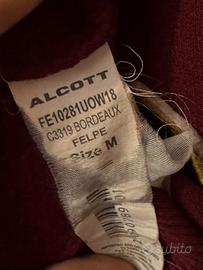 ALCOTT
FE10281UOW18
C3319 BORDEAUX
FELPE
Size M
subito